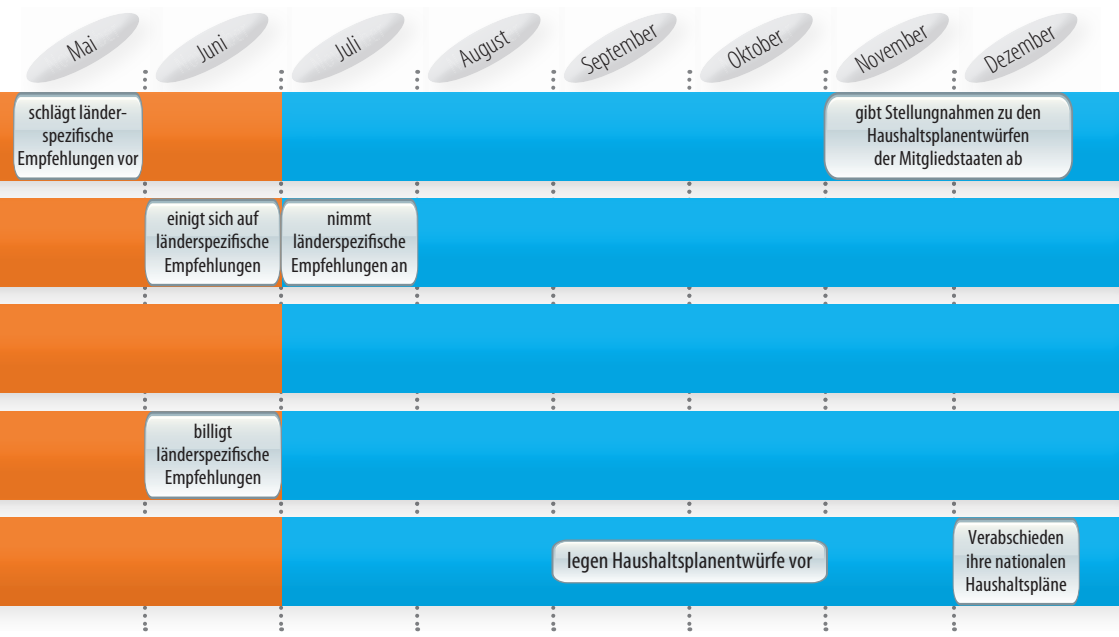 Mai
Juni
Juli
August
September
Oktober
November
Dezember
schlägt länder-
spezifische
Empfehlungen vor
gibt Stellungnahmen zu den
Haushaltsplanentwürfen
der Mitgliedstaaten ab
einigt sich auf
länderspezifische
Empfehlungen
nimmt
länderspezifische
Empfehlungen an
billigt
länderspezifische
Empfehlungen
legen Haushaltsplanentwürfe vor
Verabschieden
ihre nationalen
Haushaltspläne